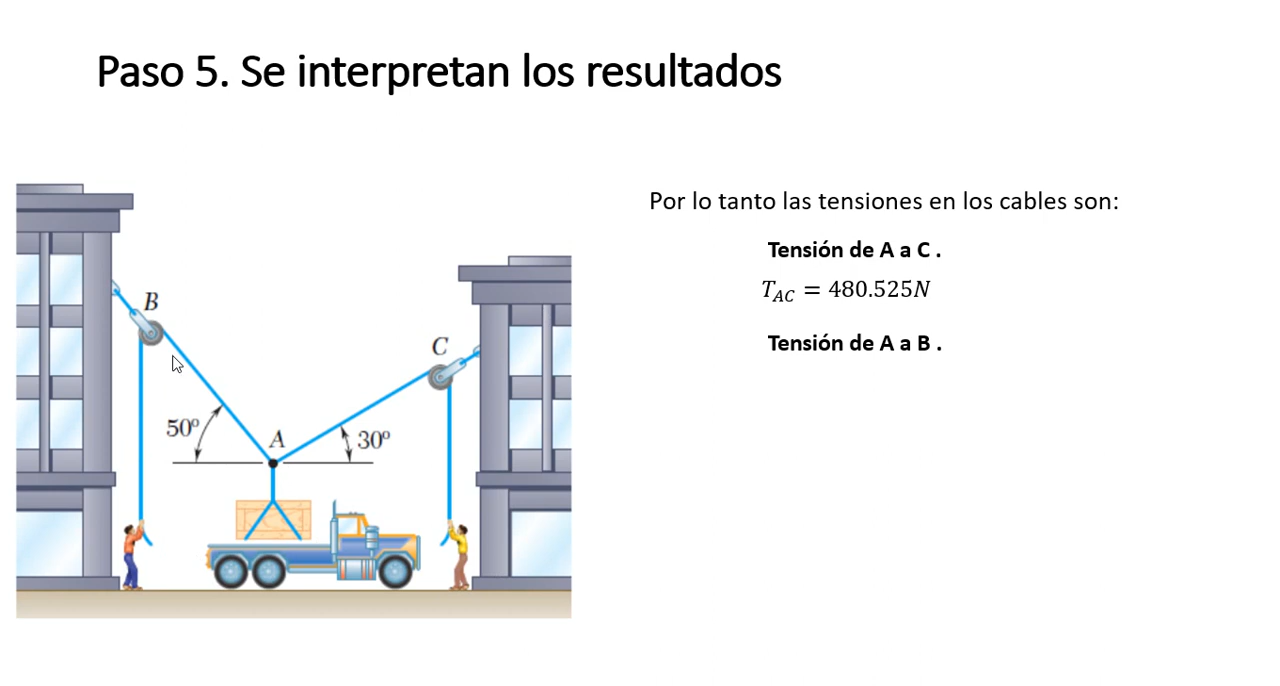 Paso 5. Se interpretan los resultados
Por lo tanto las tensiones en los cables son:
Tensión de A a C .
T_AC = 480.525N
Tensión de A a B .
B
C
50º
A
30º